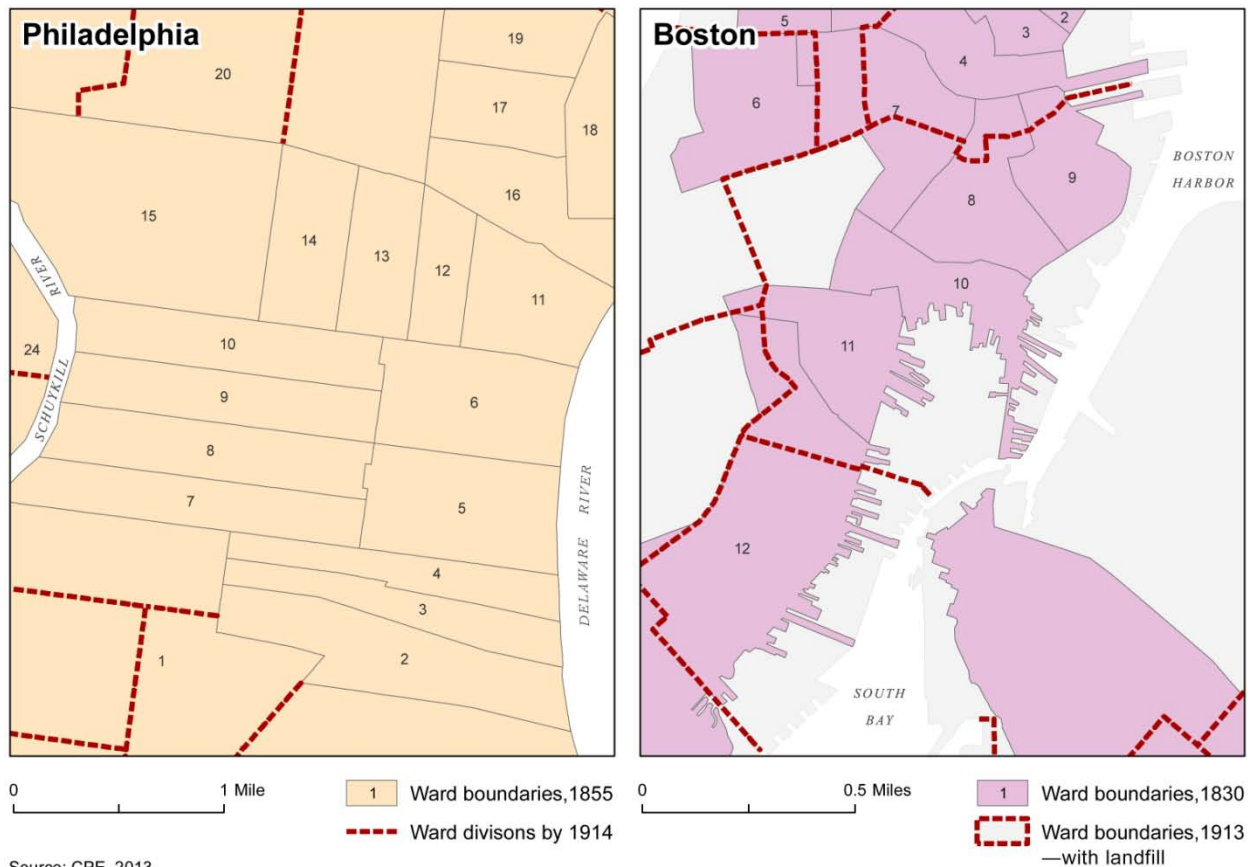 Philadelphia
19
20
17
18
16
15
14
13
12
11
RIVER
24
SCHUYKILL
10
9
6
8
7
5
DELAWARE RIVER
4
3
1
2
0
1 Mile
1 Ward boundaries,1855
Ward divisons by 1914
Boston
5
2
3
4
6
7
BOSTON
HARBOR
9
8
10
11
12
SOUTH
BAY
0
0.5 Miles
1 Ward boundaries,1830
Ward boundaries,1913
—with landfill
Source: CPE, 2013